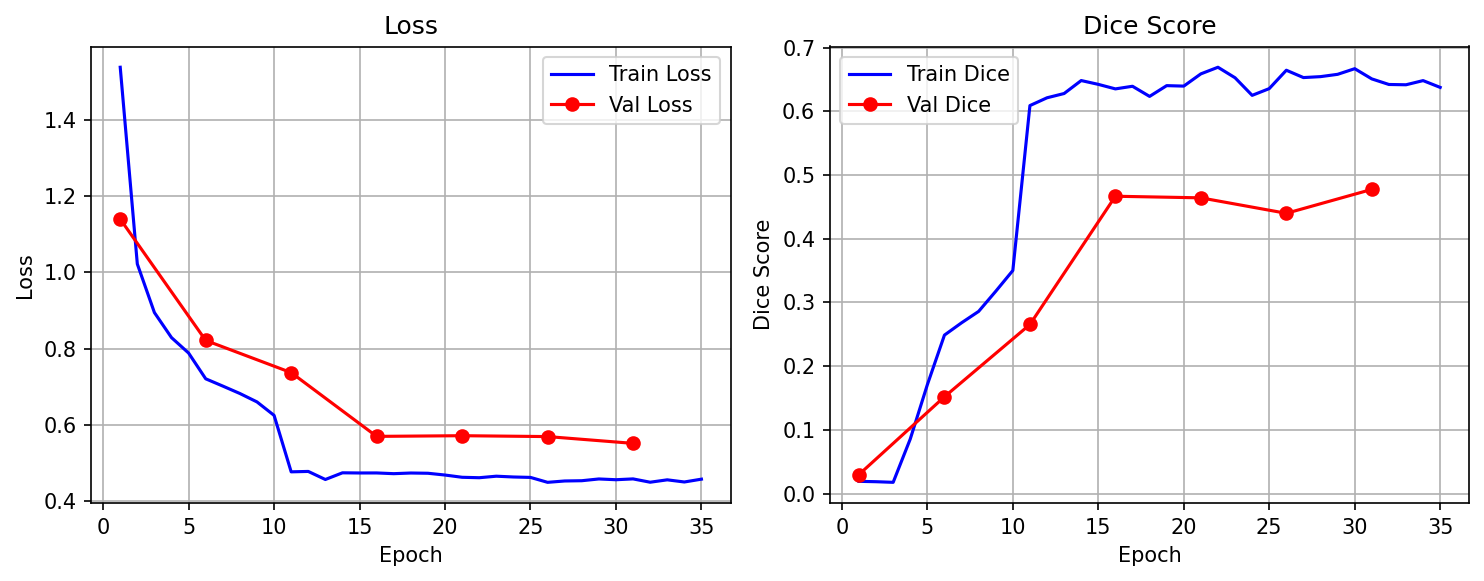 Loss
Train Loss
Val Loss
1.4
1.2
1.0
0.8
0.6
0.4
Loss
0 5 10 15 20 25 30 35
Epoch
Dice Score
Train Dice
Val Dice
0.7
0.6
0.5
0.4
0.3
0.2
0.1
0.0
Dice Score
0 5 10 15 20 25 30 35
Epoch